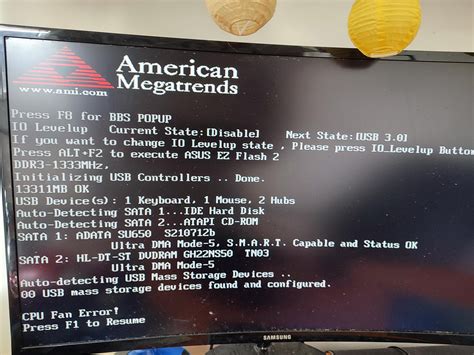 American
Megatrends
www.ami.com
Press F8 for BBS POPUP
IO Levelup Current State:[Disable] Next State:[USB 3.0]
If you want to change IO Levelup state , Please press IO_Levelup Button
Press ALT+F2 to execute ASUS EZ Flash 2
DDR3-1333MHz,
Initializing USB Controllers .. Done.
13311MB OK
USB Device(s): 1 Keyboard, 1 Mouse, 2 Hubs
Auto-Detecting SATA 1...IDE Hard Disk
Auto-Detecting SATA 2...ATAPI CD-ROM
SATA 1: ADATA SU650 S210712b
Ultra DMA Mode-5, S.M.A.R.T. Capable and Status OK
SATA 2: HL-DT-ST DVDRAM GH22NS50 TN03
Ultra DMA Mode-5
Auto-detecting USB Mass Storage Devices ..
00 USB mass storage devices found and configured.
CPU Fan Error!
Press F1 to Resume
SAMSUNG